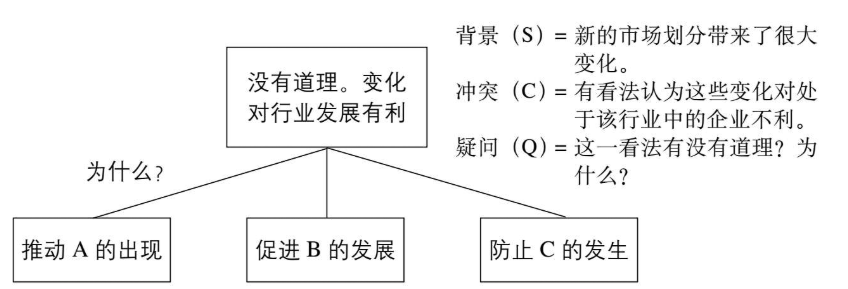 背景（S）= 新的市场划分带来了很大
变化。
冲突（C）= 有看法认为这些变化对处
于该行业中的企业不利。
疑问（Q）= 这一看法有没有道理？为
什么？
没有道理。变化
对行业发展有利
为什么？
推动 A 的出现
促进 B 的发展
防止 C 的发生